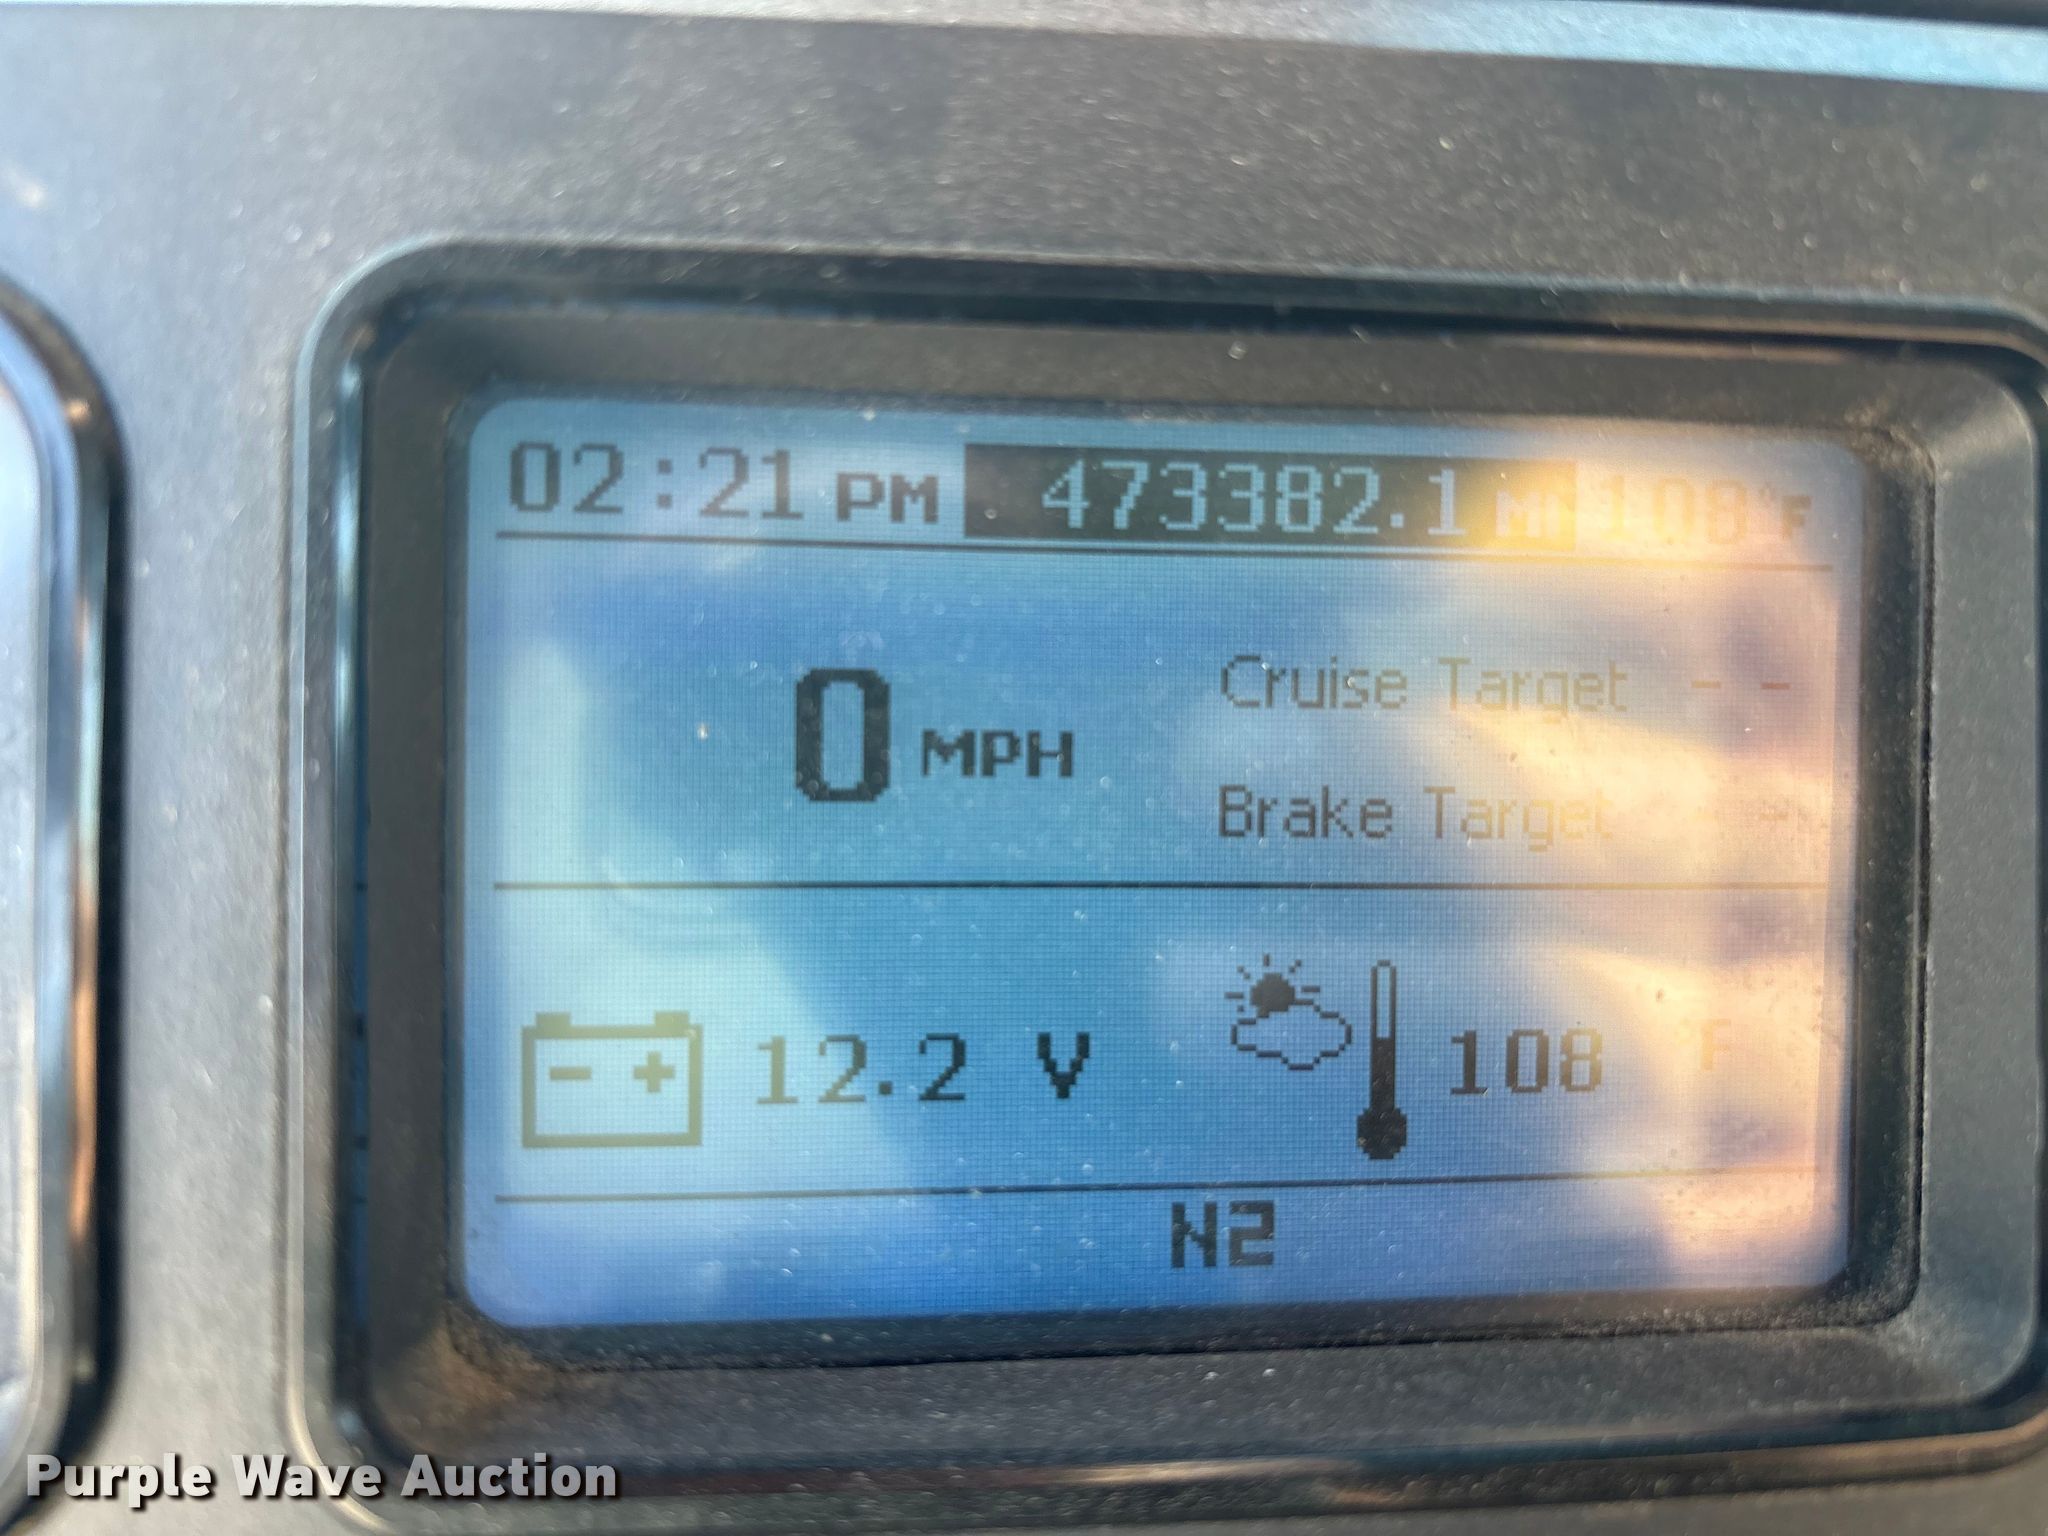 02:21 PM 473382.1 MI 108°F
0 MPH
Cruise Target - -
Brake Target - -
- + 12.2 V
108 F
N2
Purple Wave Auction